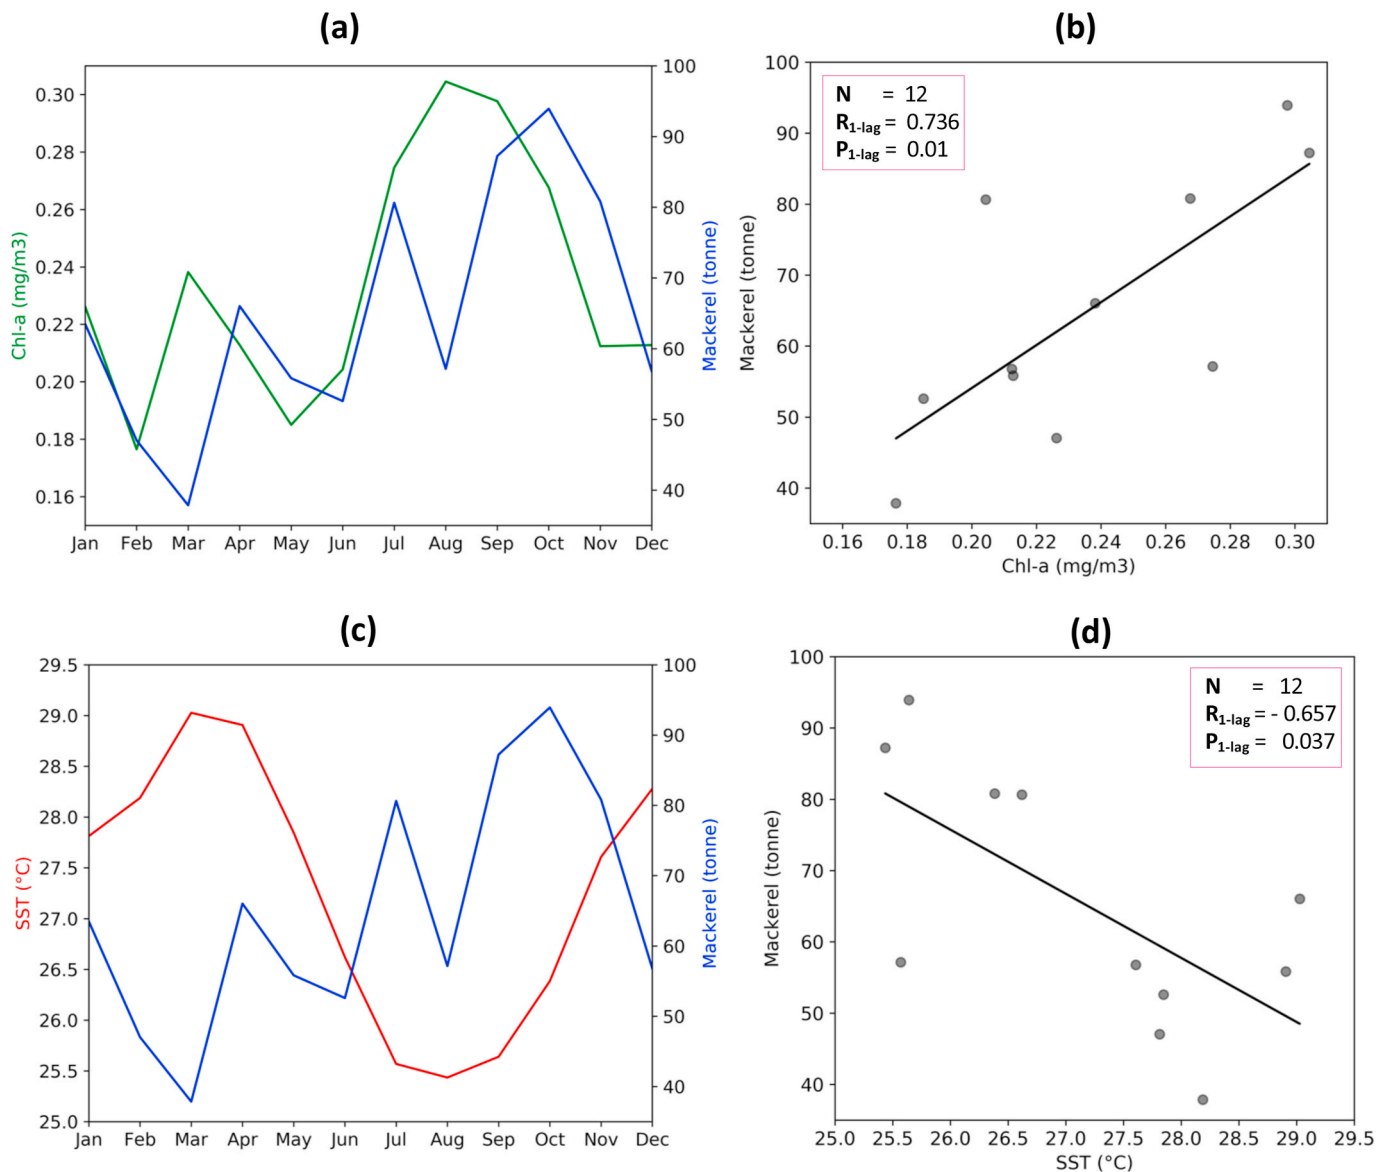 (a)
0.30
0.28
0.26
0.24
0.22
0.20
0.18
0.16
Chl-a (mg/m3)
100
90
80
70
60
50
40
Mackerel (tonne)
Jan Feb Mar Apr May Jun Jul Aug Sep Oct Nov Dec
(b)
N = 12
R1-lag = 0.736
P1-lag = 0.01
100
90
80
70
60
50
40
Mackerel (tonne)
0.16 0.18 0.20 0.22 0.24 0.26 0.28 0.30
Chl-a (mg/m3)
(c)
29.5
29.0
28.5
28.0
27.5
27.0
26.5
26.0
25.5
25.0
SST (°C)
100
90
80
70
60
50
40
Mackerel (tonne)
Jan Feb Mar Apr May Jun Jul Aug Sep Oct Nov Dec
(d)
N = 12
R1-lag = - 0.657
P1-lag = 0.037
100
90
80
70
60
50
40
Mackerel (tonne)
25.0 25.5 26.0 26.5 27.0 27.5 28.0 28.5 29.0 29.5
SST (°C)